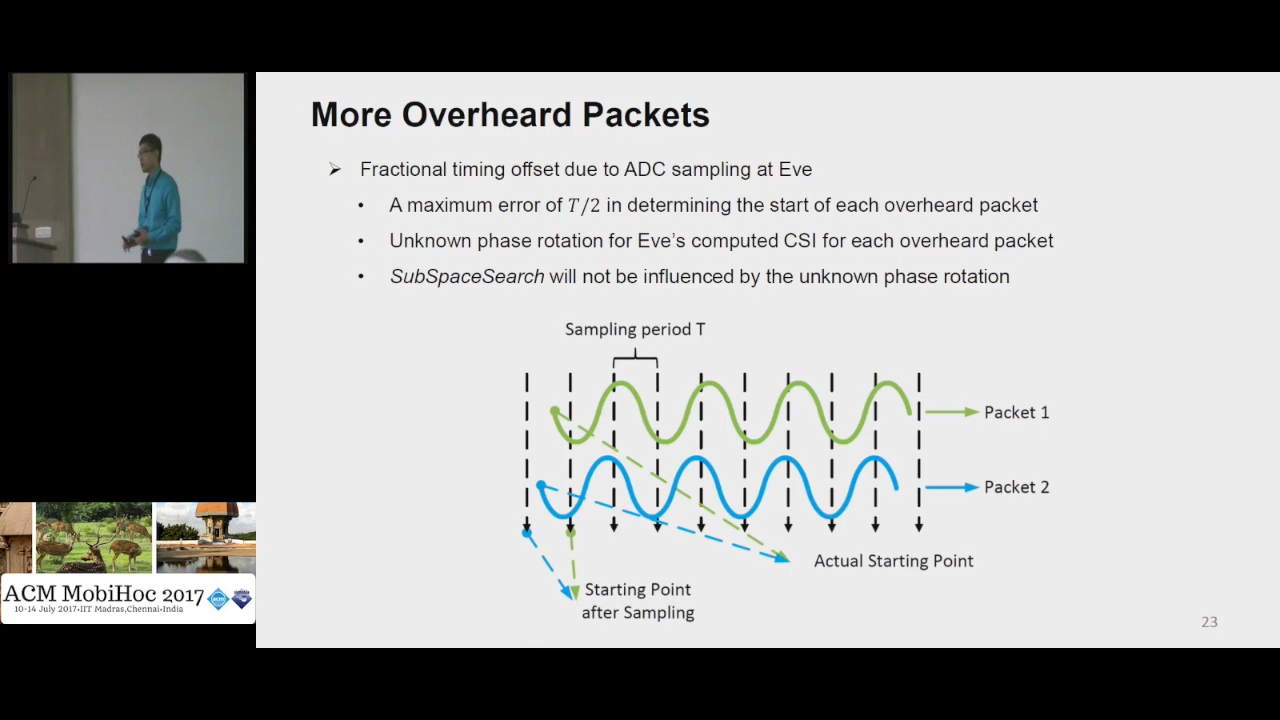 More Overheard Packets
Fractional timing offset due to ADC sampling at Eve
A maximum error of T/2 in determining the start of each overheard packet
Unknown phase rotation for Eve's computed CSI for each overheard packet
SubSpaceSearch will not be influenced by the unknown phase rotation
Sampling period T
Packet 1
Packet 2
Actual Starting Point
Starting Point
after Sampling
23
ACM MobiHoc 2017
10-14 July 2017•IIT Madras,Chennai•India